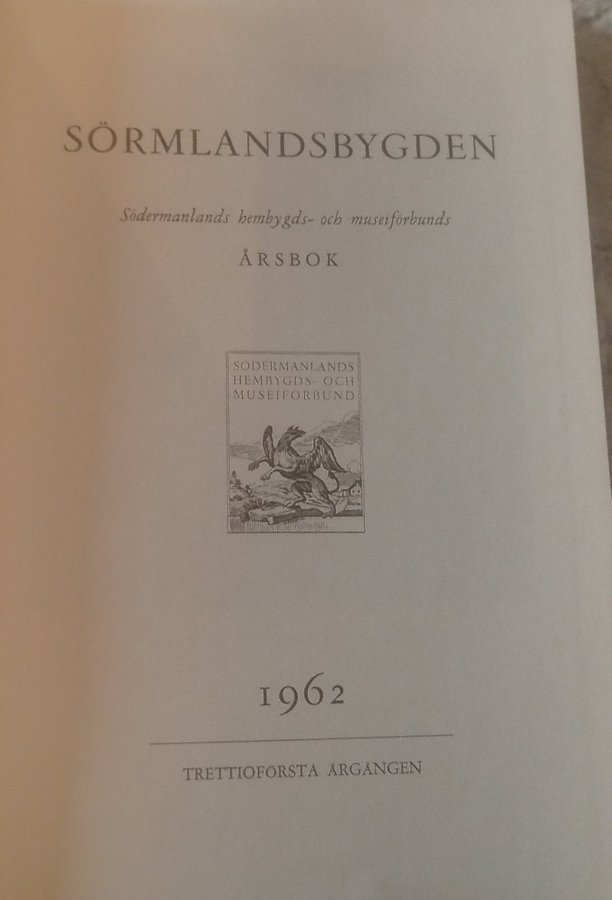 SÖRMLANDSBYGDEN
Södermanlands hembygds- och museiförbunds
ÅRSBOK
SÖDERMANLANDS
HEMBYGDS- OCH
MUSEIFÖRBUND
1962
TRETTIOFÖRSTA ÅRGÅNGEN